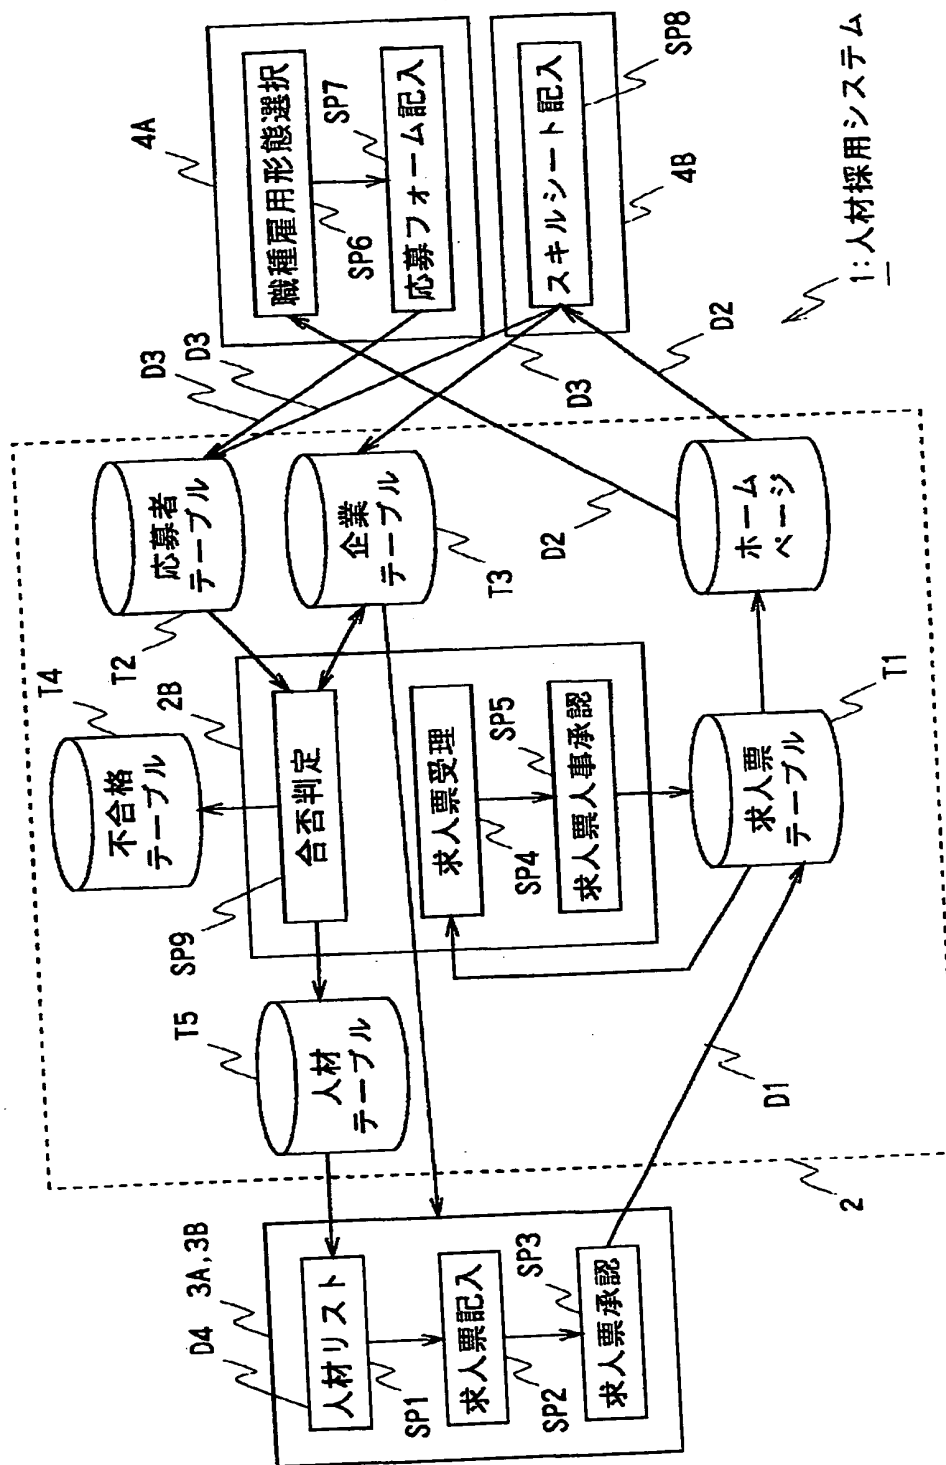 D4
3A,3B
人材リスト
SP1
求人票記入
SP2
SP3
求人票承認
2
D1
T5
人材
テーブル
T4
不合格
テーブル
SP9
2B
合否判定
求人票受理
SP4
SP5
求人票人事承認
求人票
テーブル
T1
T2
応募者
テーブル
企業
テーブル
T3
ホーム
ページ
D2
D2
D3
D3
D3
4A
職種雇用形態選択
SP6
SP7
応募フォーム記入
スキルシート記入
SP8
4B
1:人材採用システム